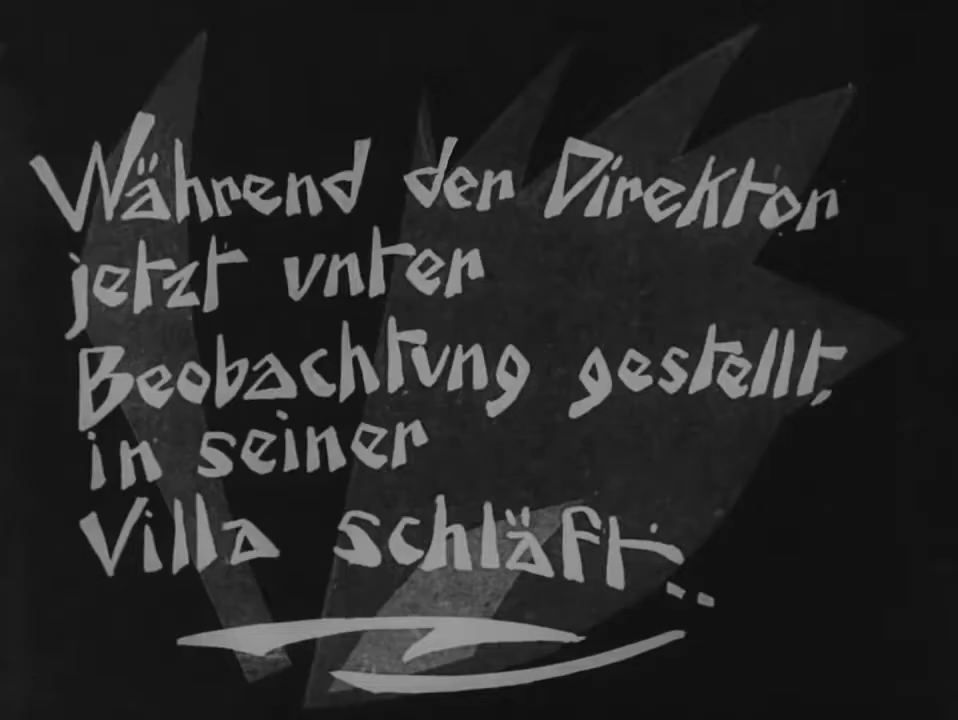 Während der Direktor
jetzt unter
Beobachtung gestellt,
in seiner
Villa schläft...